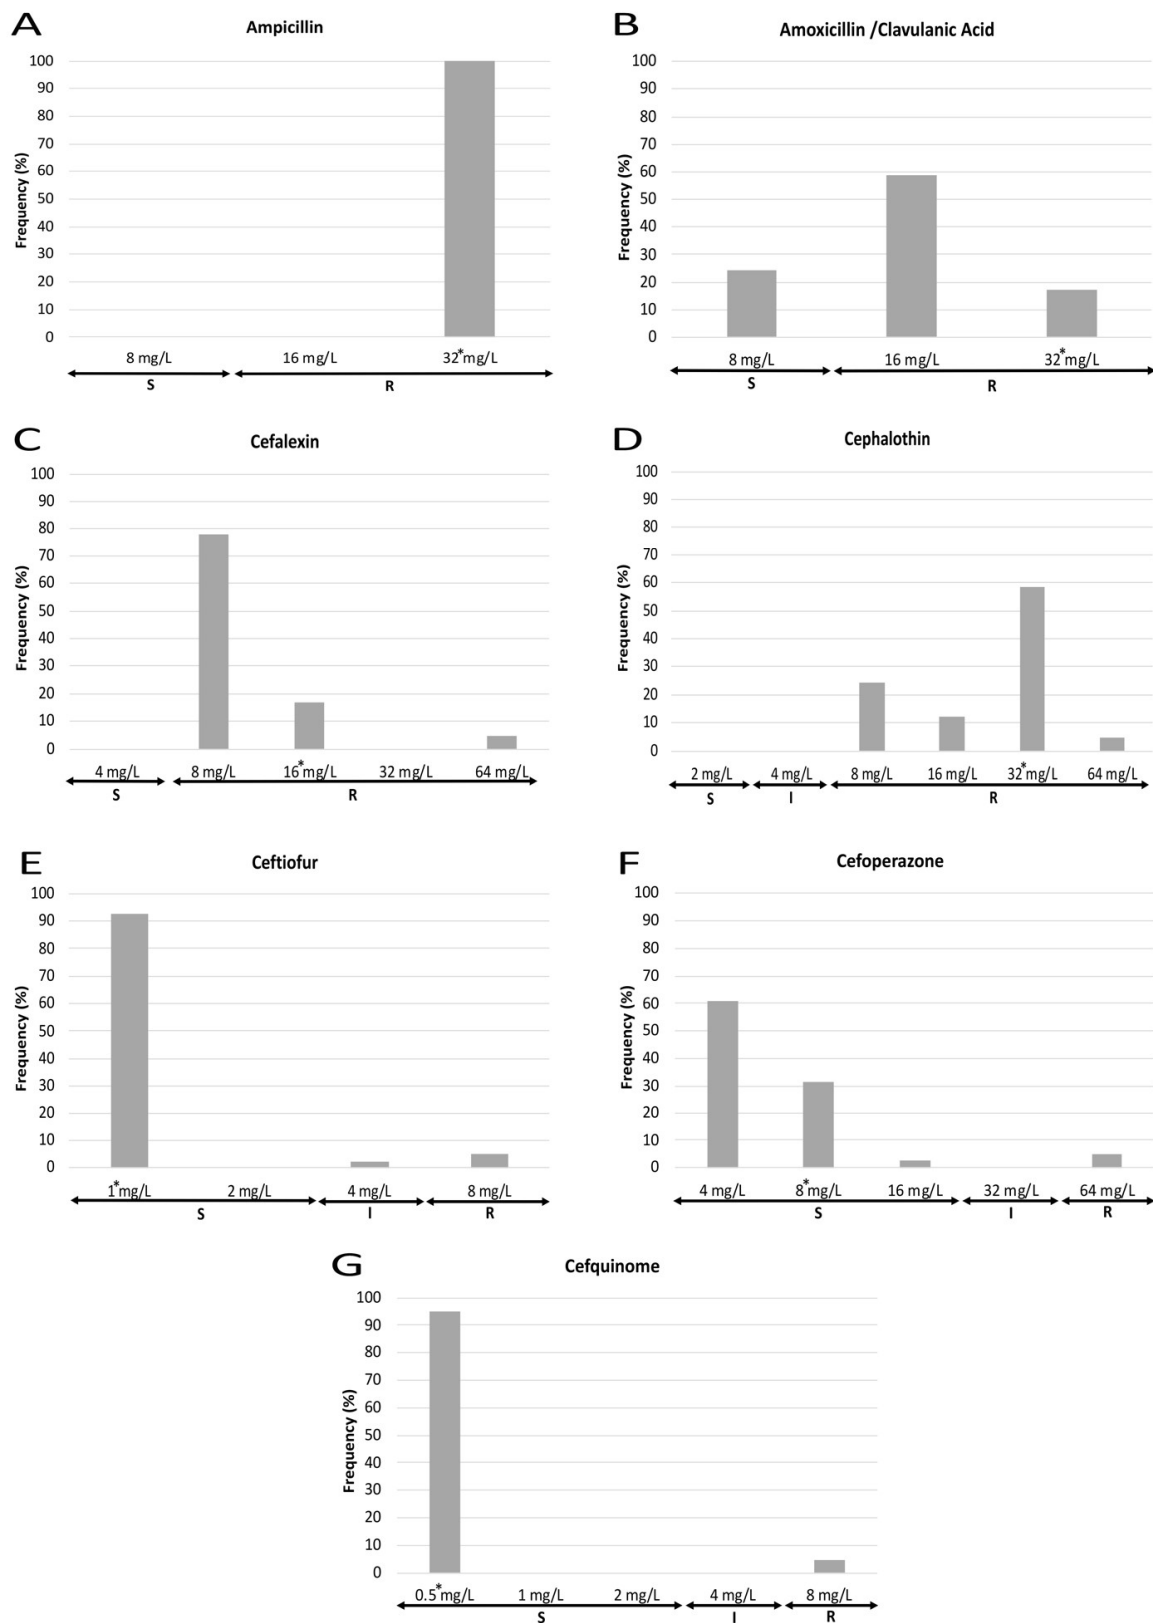 A
Ampicillin
Frequency (%)
100
90
80
70
60
50
40
30
20
10
0
8 mg/L 16 mg/L 32*mg/L
S R
B
Amoxicillin /Clavulanic Acid
Frequency (%)
100
90
80
70
60
50
40
30
20
10
0
8 mg/L 16 mg/L 32*mg/L
S R
C
Cefalexin
Frequency (%)
100
90
80
70
60
50
40
30
20
10
0
4 mg/L 8 mg/L 16*mg/L 32 mg/L 64 mg/L
S R
D
Cephalothin
Frequency (%)
100
90
80
70
60
50
40
30
20
10
0
2 mg/L 4 mg/L 8 mg/L 16 mg/L 32*mg/L 64 mg/L
S I R
E
Ceftiofur
Frequency (%)
100
90
80
70
60
50
40
30
20
10
0
1*mg/L 2 mg/L 4 mg/L 8 mg/L
S I R
F
Cefoperazone
Frequency (%)
100
90
80
70
60
50
40
30
20
10
0
4 mg/L 8*mg/L 16 mg/L 32 mg/L 64 mg/L
S I R
G
Cefquinome
Frequency (%)
100
90
80
70
60
50
40
30
20
10
0
0.5*mg/L 1 mg/L 2 mg/L 4 mg/L 8 mg/L
S I R